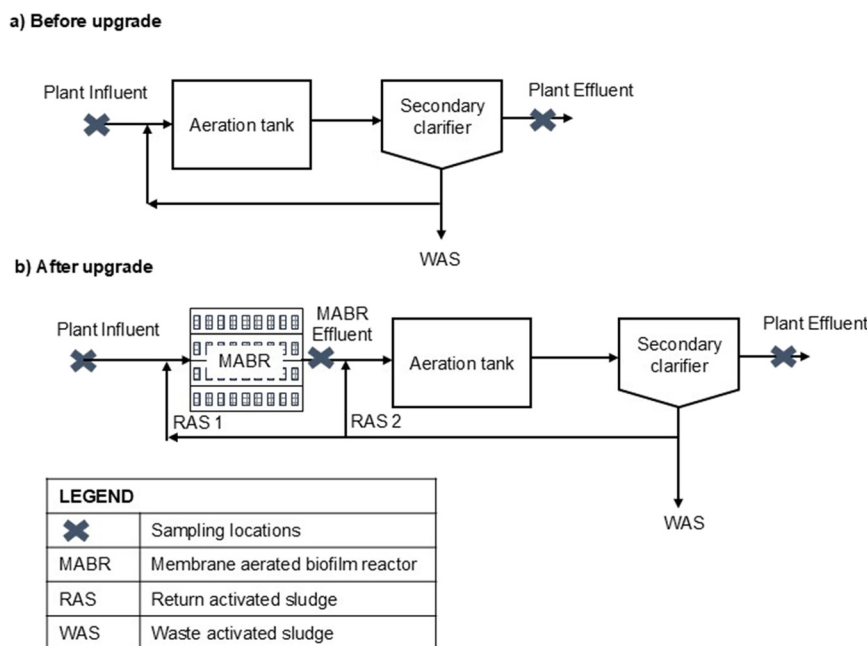 a) Before upgrade
Plant Influent
Aeration tank
Secondary
clarifier
Plant Effluent
WAS
b) After upgrade
Plant Influent
MABR
MABR
Effluent
Aeration tank
Secondary
clarifier
Plant Effluent
RAS 1
RAS 2
WAS
LEGEND
Sampling locations
MABR Membrane aerated biofilm reactor
RAS Return activated sludge
WAS Waste activated sludge